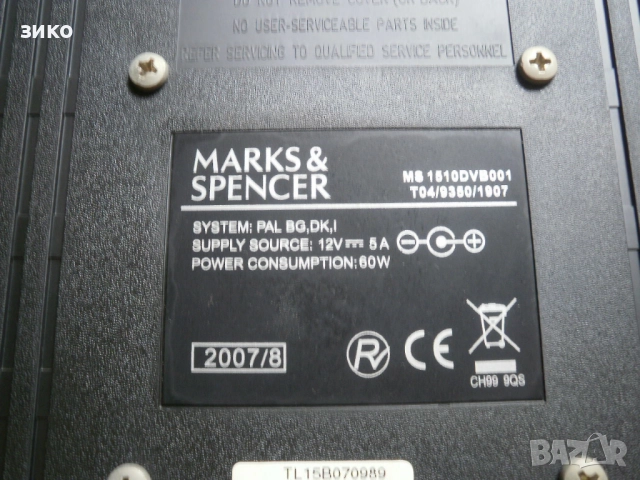 зико
DO NOT REMOVE COVER (OR BACK)
NO USER-SERVICEABLE PARTS INSIDE
REFER SERVICING TO QUALIFIED SERVICE PERSONNEL
MARKS &
SPENCER
MS 1510DVB001
T04/9350/1907
SYSTEM: PAL BG,DK,I
SUPPLY SOURCE: 12V 5A
POWER CONSUMPTION: 60W
2007/8
R
CE
CH99 9QS
TL15B070989
BAZAR